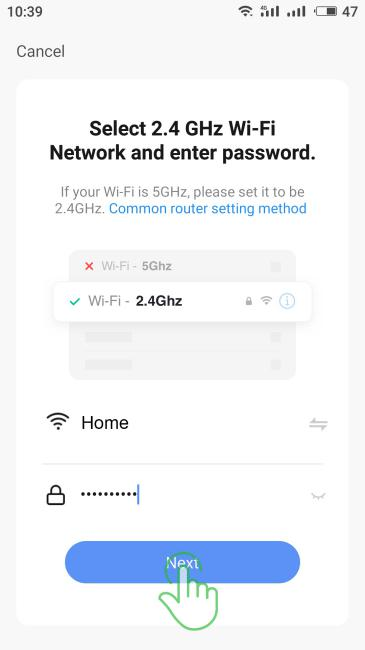 10:39
4G
47
Cancel
Select 2.4 GHz Wi-Fi
Network and enter password.
If your Wi-Fi is 5GHz, please set it to be
2.4GHz. Common router setting method
Wi-Fi - 5Ghz
Wi-Fi - 2.4Ghz
Home
••••••••••
Next